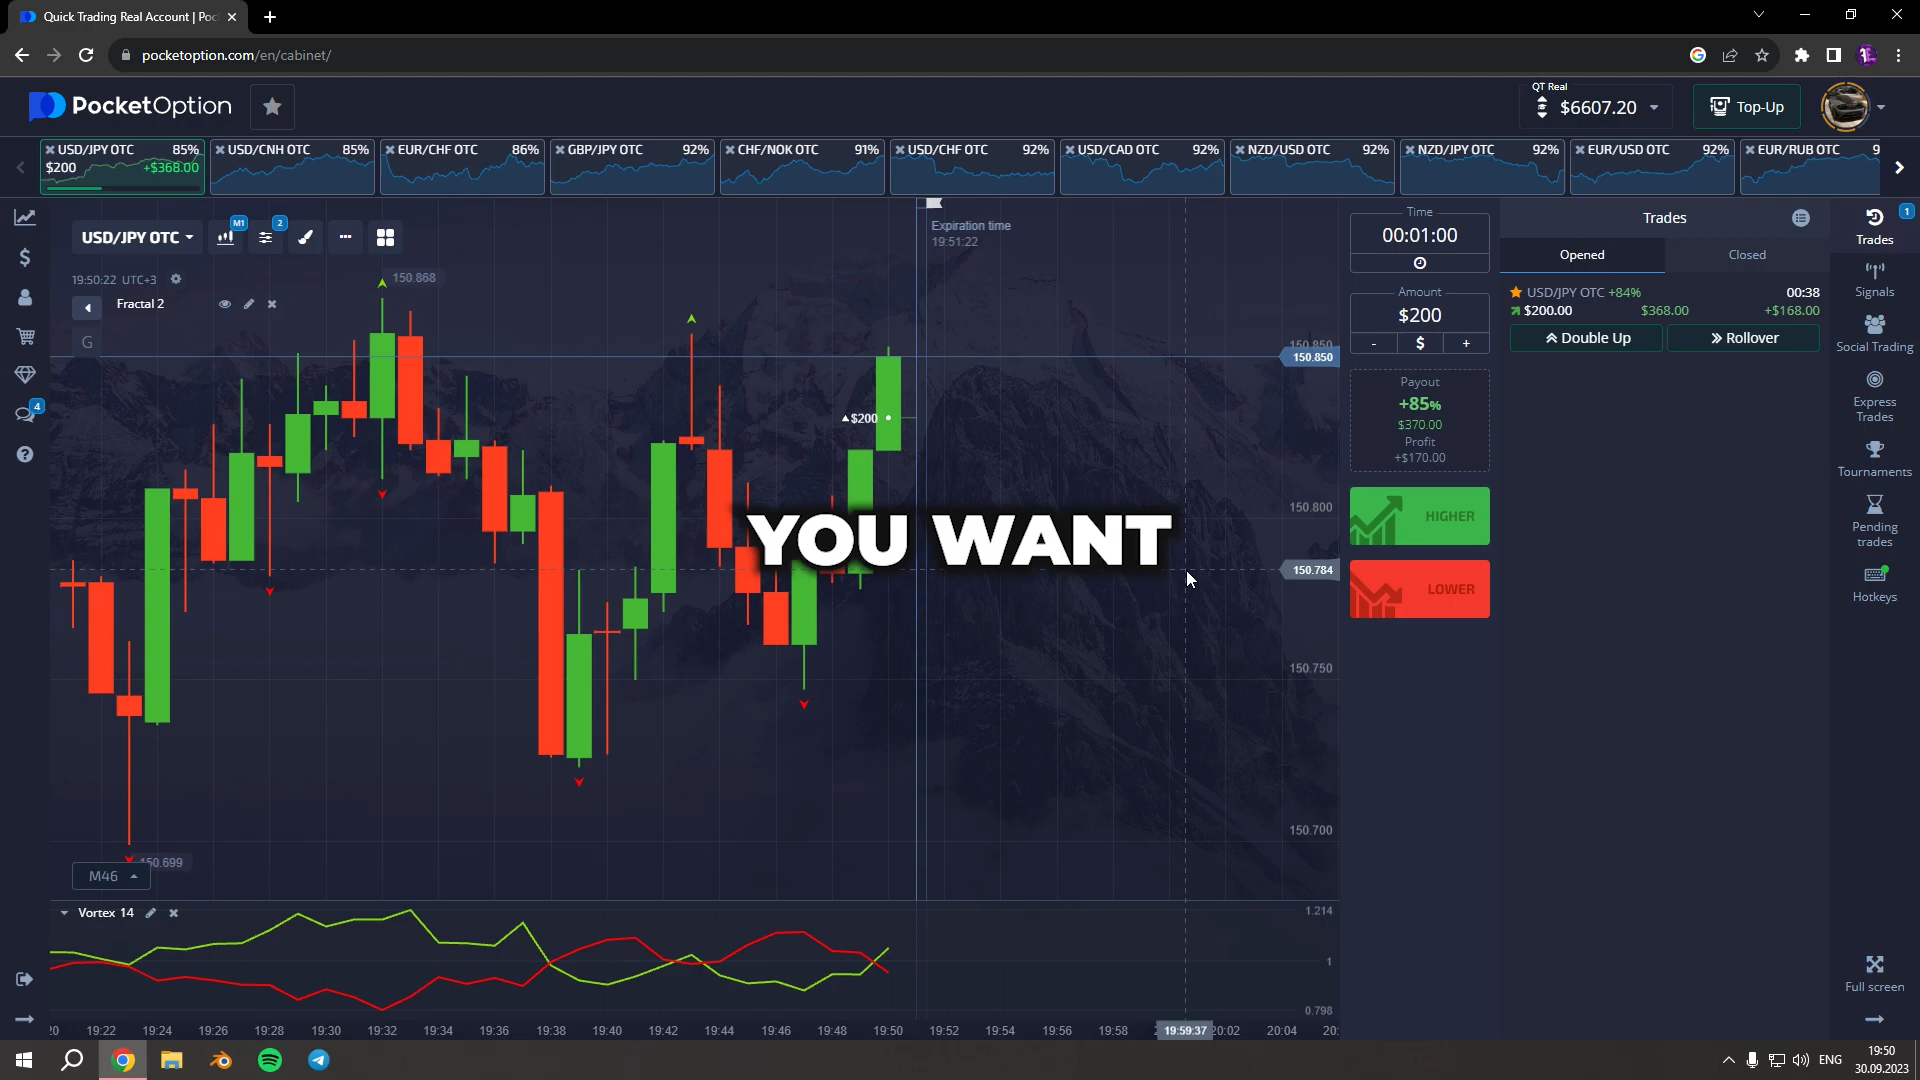 Quick Trading Real Account | Poc
pocketoption.com/en/cabinet/
PocketOption
QT Real
$6607.20
Top-Up
USD/JPY OTC 85%
$200 +$368.00
USD/CNH OTC 85%
EUR/CHF OTC 86%
GBP/JPY OTC 92%
CHF/NOK OTC 91%
USD/CHF OTC 92%
USD/CAD OTC 92%
NZD/USD OTC 92%
NZD/JPY OTC 92%
EUR/USD OTC 92%
EUR/RUB OTC 9
USD/JPY OTC
M1
2
19:50:22 UTC+3
Fractal 2
G
4
150.868
Expiration time
19:51:22
150.850
150.850
$200
150.800
150.784
150.750
150.700
150.699
YOU WANT
M46
Vortex 14
1.214
1
0.798
20 19:22 19:24 19:26 19:28 19:30 19:32 19:34 19:36 19:38 19:40 19:42 19:44 19:46 19:48 19:50 19:52 19:54 19:56 19:58 19:59:37 20:02 20:04 20:
Time
00:01:00
Amount
$200
- $ +
Payout
+85%
$370.00
Profit
+$170.00
HIGHER
LOWER
Trades
Opened Closed
USD/JPY OTC +84% 00:38
$200.00 $368.00 +$168.00
Double Up
Rollover
1
Trades
Signals
Social Trading
Express
Trades
Tournaments
Pending
trades
Hotkeys
Full screen
ENG
19:50
30.09.2023